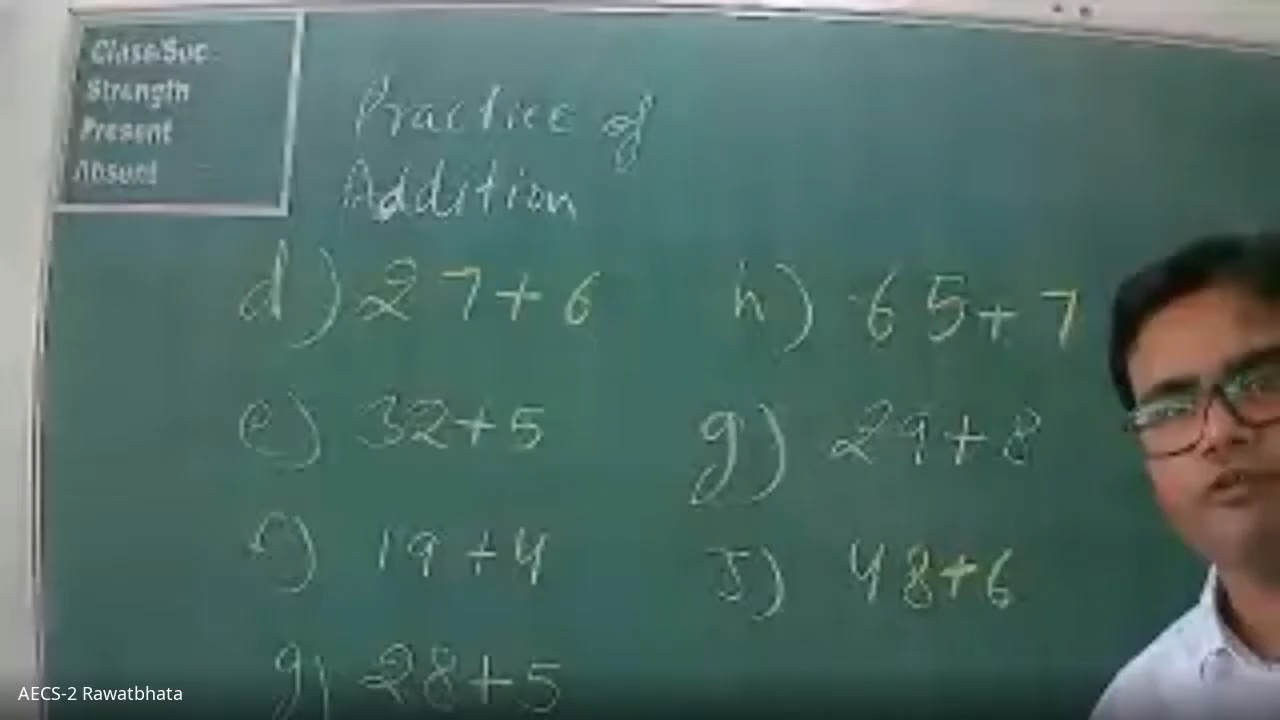 Class/Sec
Strength
Present
Absent
Practice of
Addition
d) 27+6
e) 32+5
f) 19+4
g) 28+5
h) 65+7
g) 29+8
J) 48+6
AECS-2 Rawatbhata